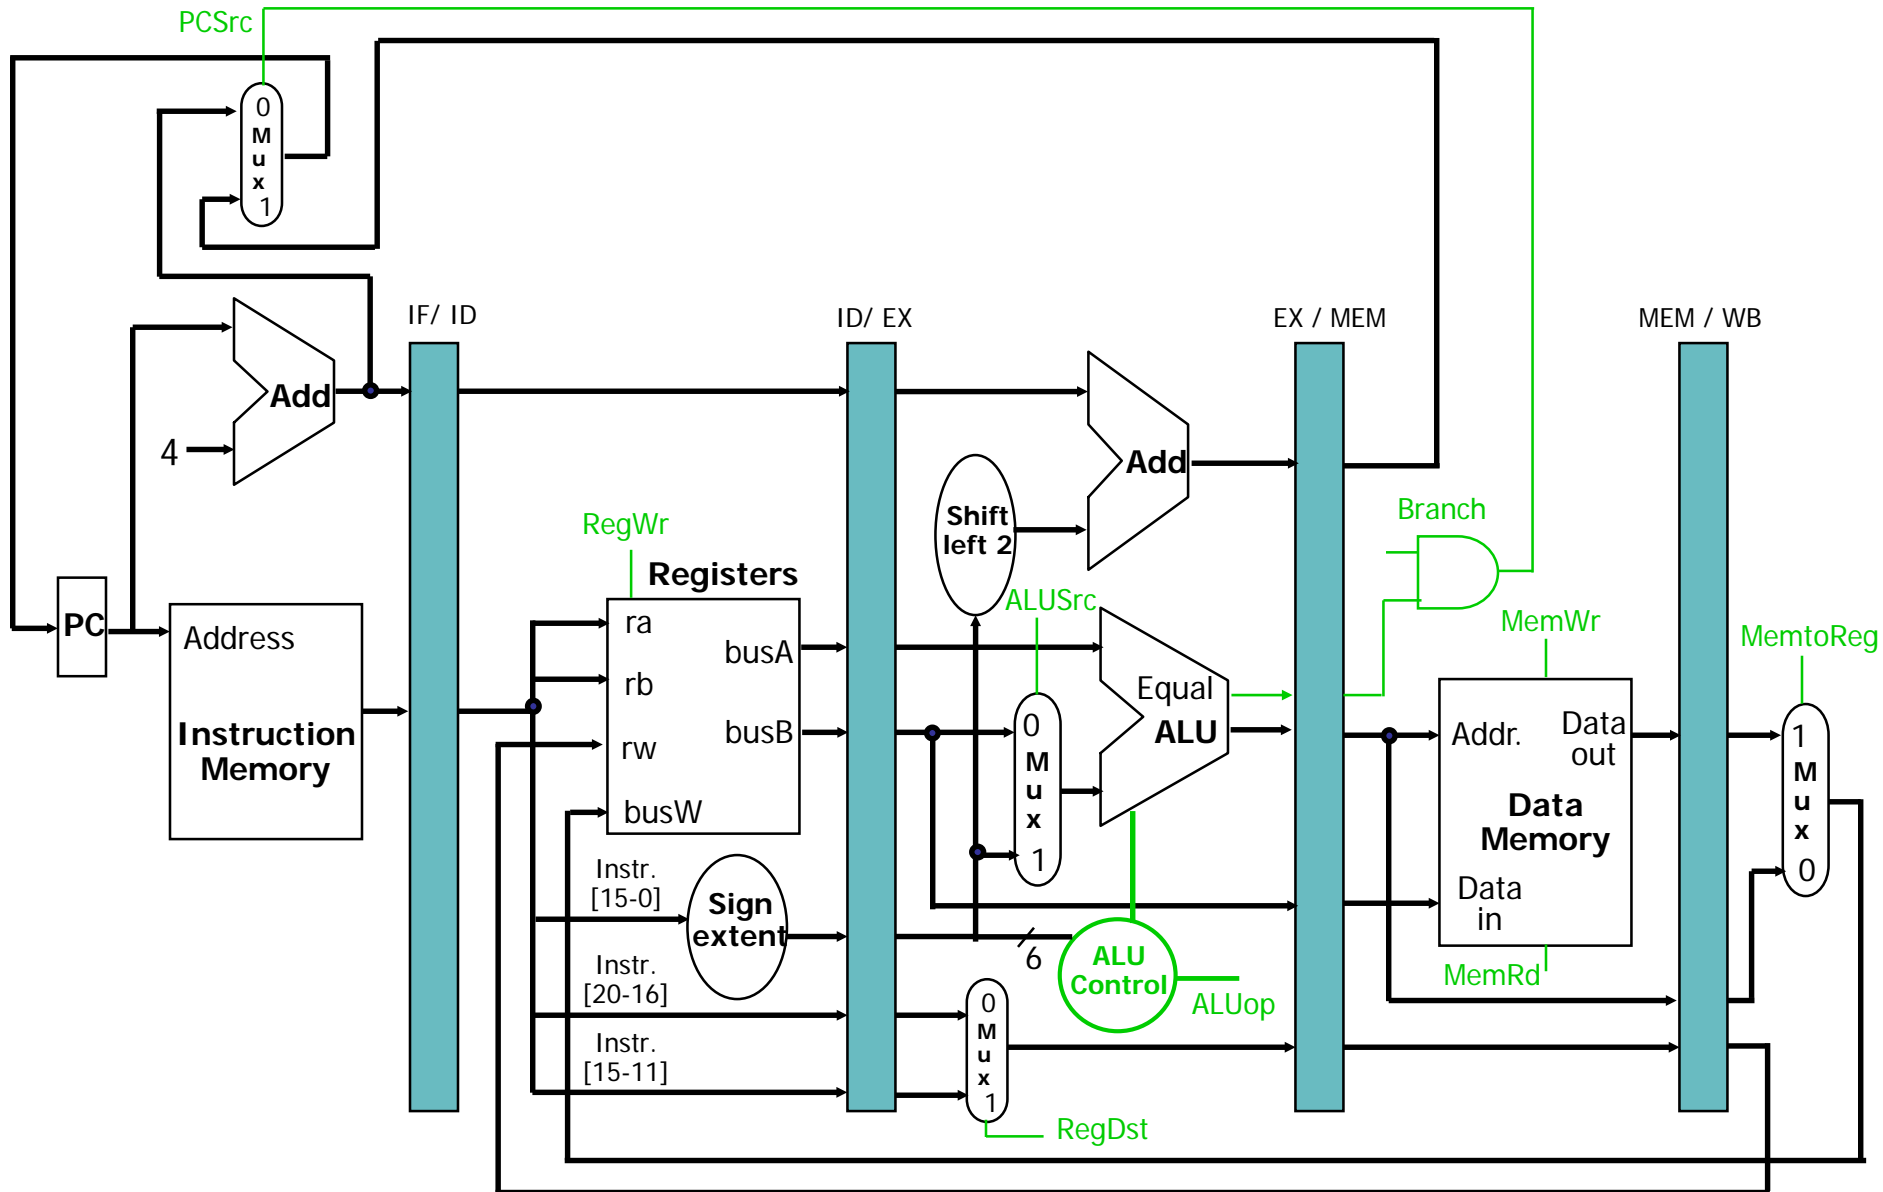 PCSrc
0
M
u
x
1
IF/ ID
ID/ EX
EX / MEM
MEM / WB
Add
4
Add
Shift
left 2
Branch
RegWr
Registers
ALUSrc
PC
Address
Instruction
Memory
ra
rb
rw
busW
busA
busB
Equal
ALU
0
M
u
x
1
MemWr
MemtoReg
Addr.
Data
out
Data
Memory
Data
in
MemRd
1
M
u
x
0
Instr.
[15-0]
Sign
extent
6
ALU
Control
ALUop
Instr.
[20-16]
Instr.
[15-11]
0
M
u
x
1
RegDst